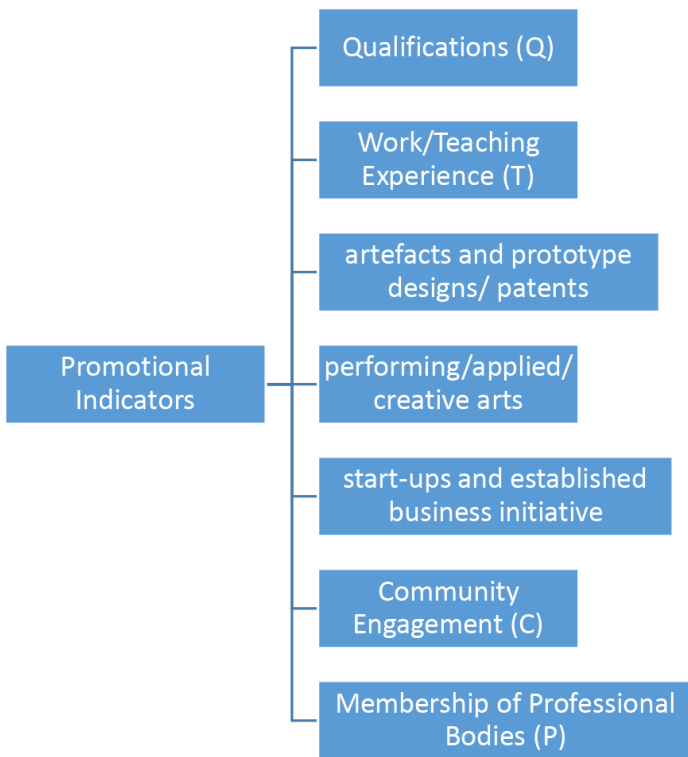 Qualifications (Q)
Work/Teaching
Experience (T)
artefacts and prototype
designs/ patents
Promotional
Indicators
performing/applied/
creative arts
start-ups and established
business initiative
Community
Engagement (C)
Membership of Professional
Bodies (P)